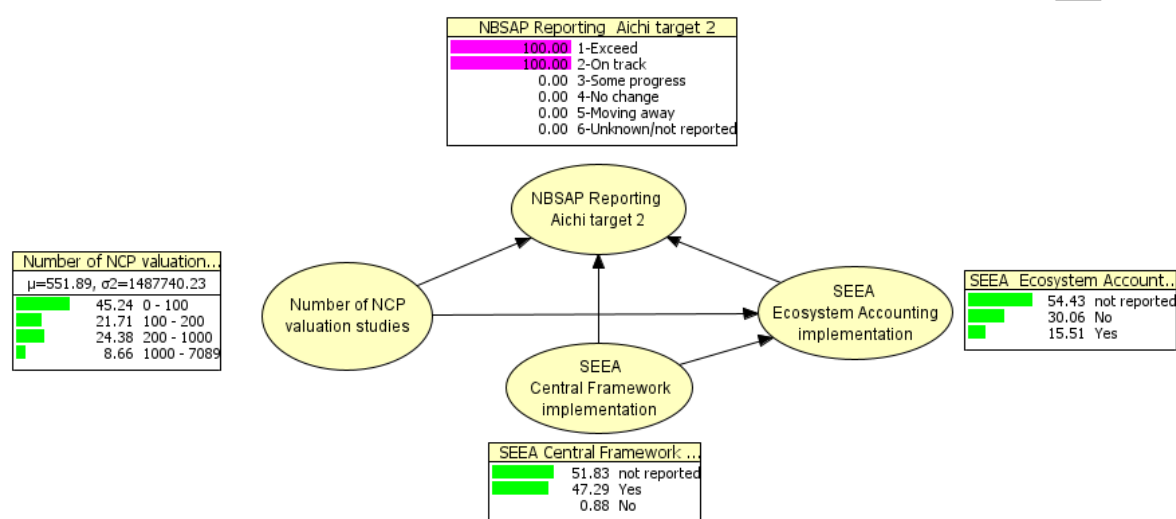 NBSAP Reporting Aichi target 2
100.00 1-Exceed
100.00 2-On track
0.00 3-Some progress
0.00 4-No change
0.00 5-Moving away
0.00 6-Unknown/not reported
NBSAP Reporting
Aichi target 2
Number of NCP valuation...
μ=551.89, σ2=1487740.23
45.24 0 - 100
21.71 100 - 200
24.38 200 - 1000
8.66 1000 - 7089
Number of NCP
valuation studies
SEEA
Ecosystem Accounting
implementation
SEEA Ecosystem Account...
54.43 not reported
30.06 No
15.51 Yes
SEEA
Central Framework
implementation
SEEA Central Framework ...
51.83 not reported
47.29 Yes
0.88 No